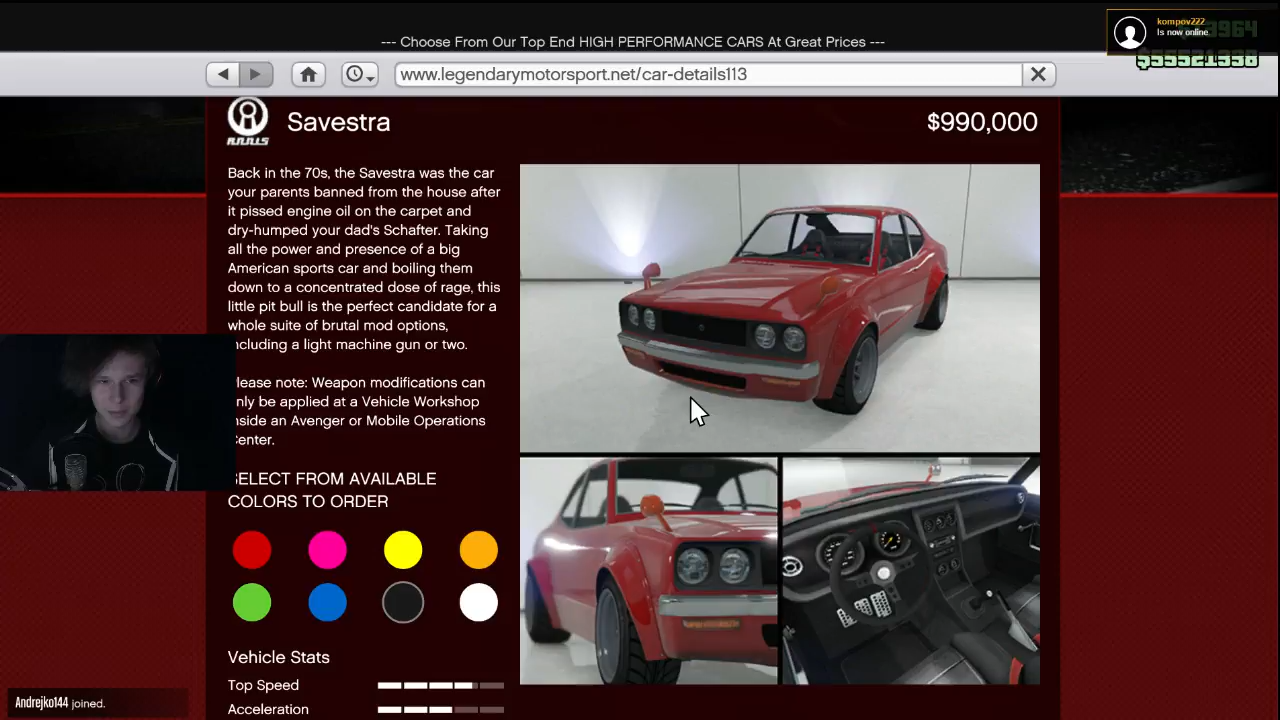 --- Choose From Our Top End HIGH PERFORMANCE CARS At Great Prices ---
kompov222
Is now online
$55521338
www.legendarymotorsport.net/car-details113
ANNIS
Savestra
$990,000
Back in the 70s, the Savestra was the car
your parents banned from the house after
it pissed engine oil on the carpet and
dry-humped your dad's Schafter. Taking
all the power and presence of a big
American sports car and boiling them
down to a concentrated dose of rage, this
little pit bull is the perfect candidate for a
whole suite of brutal mod options,
including a light machine gun or two.
lease note: Weapon modifications can
nly be applied at a Vehicle Workshop
nside an Avenger or Mobile Operations
Center.
SELECT FROM AVAILABLE
COLORS TO ORDER
Vehicle Stats
Top Speed
Acceleration
Andrejko144 joined.